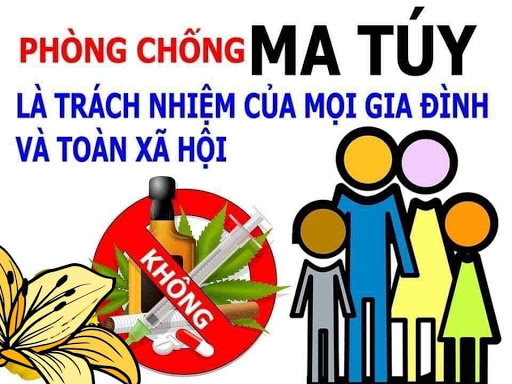 PHÒNG CHỐNG MA TÚY
LÀ TRÁCH NHIỆM CỦA MỌI GIA ĐÌNH
VÀ TOÀN XÃ HỘI
KHÔNG